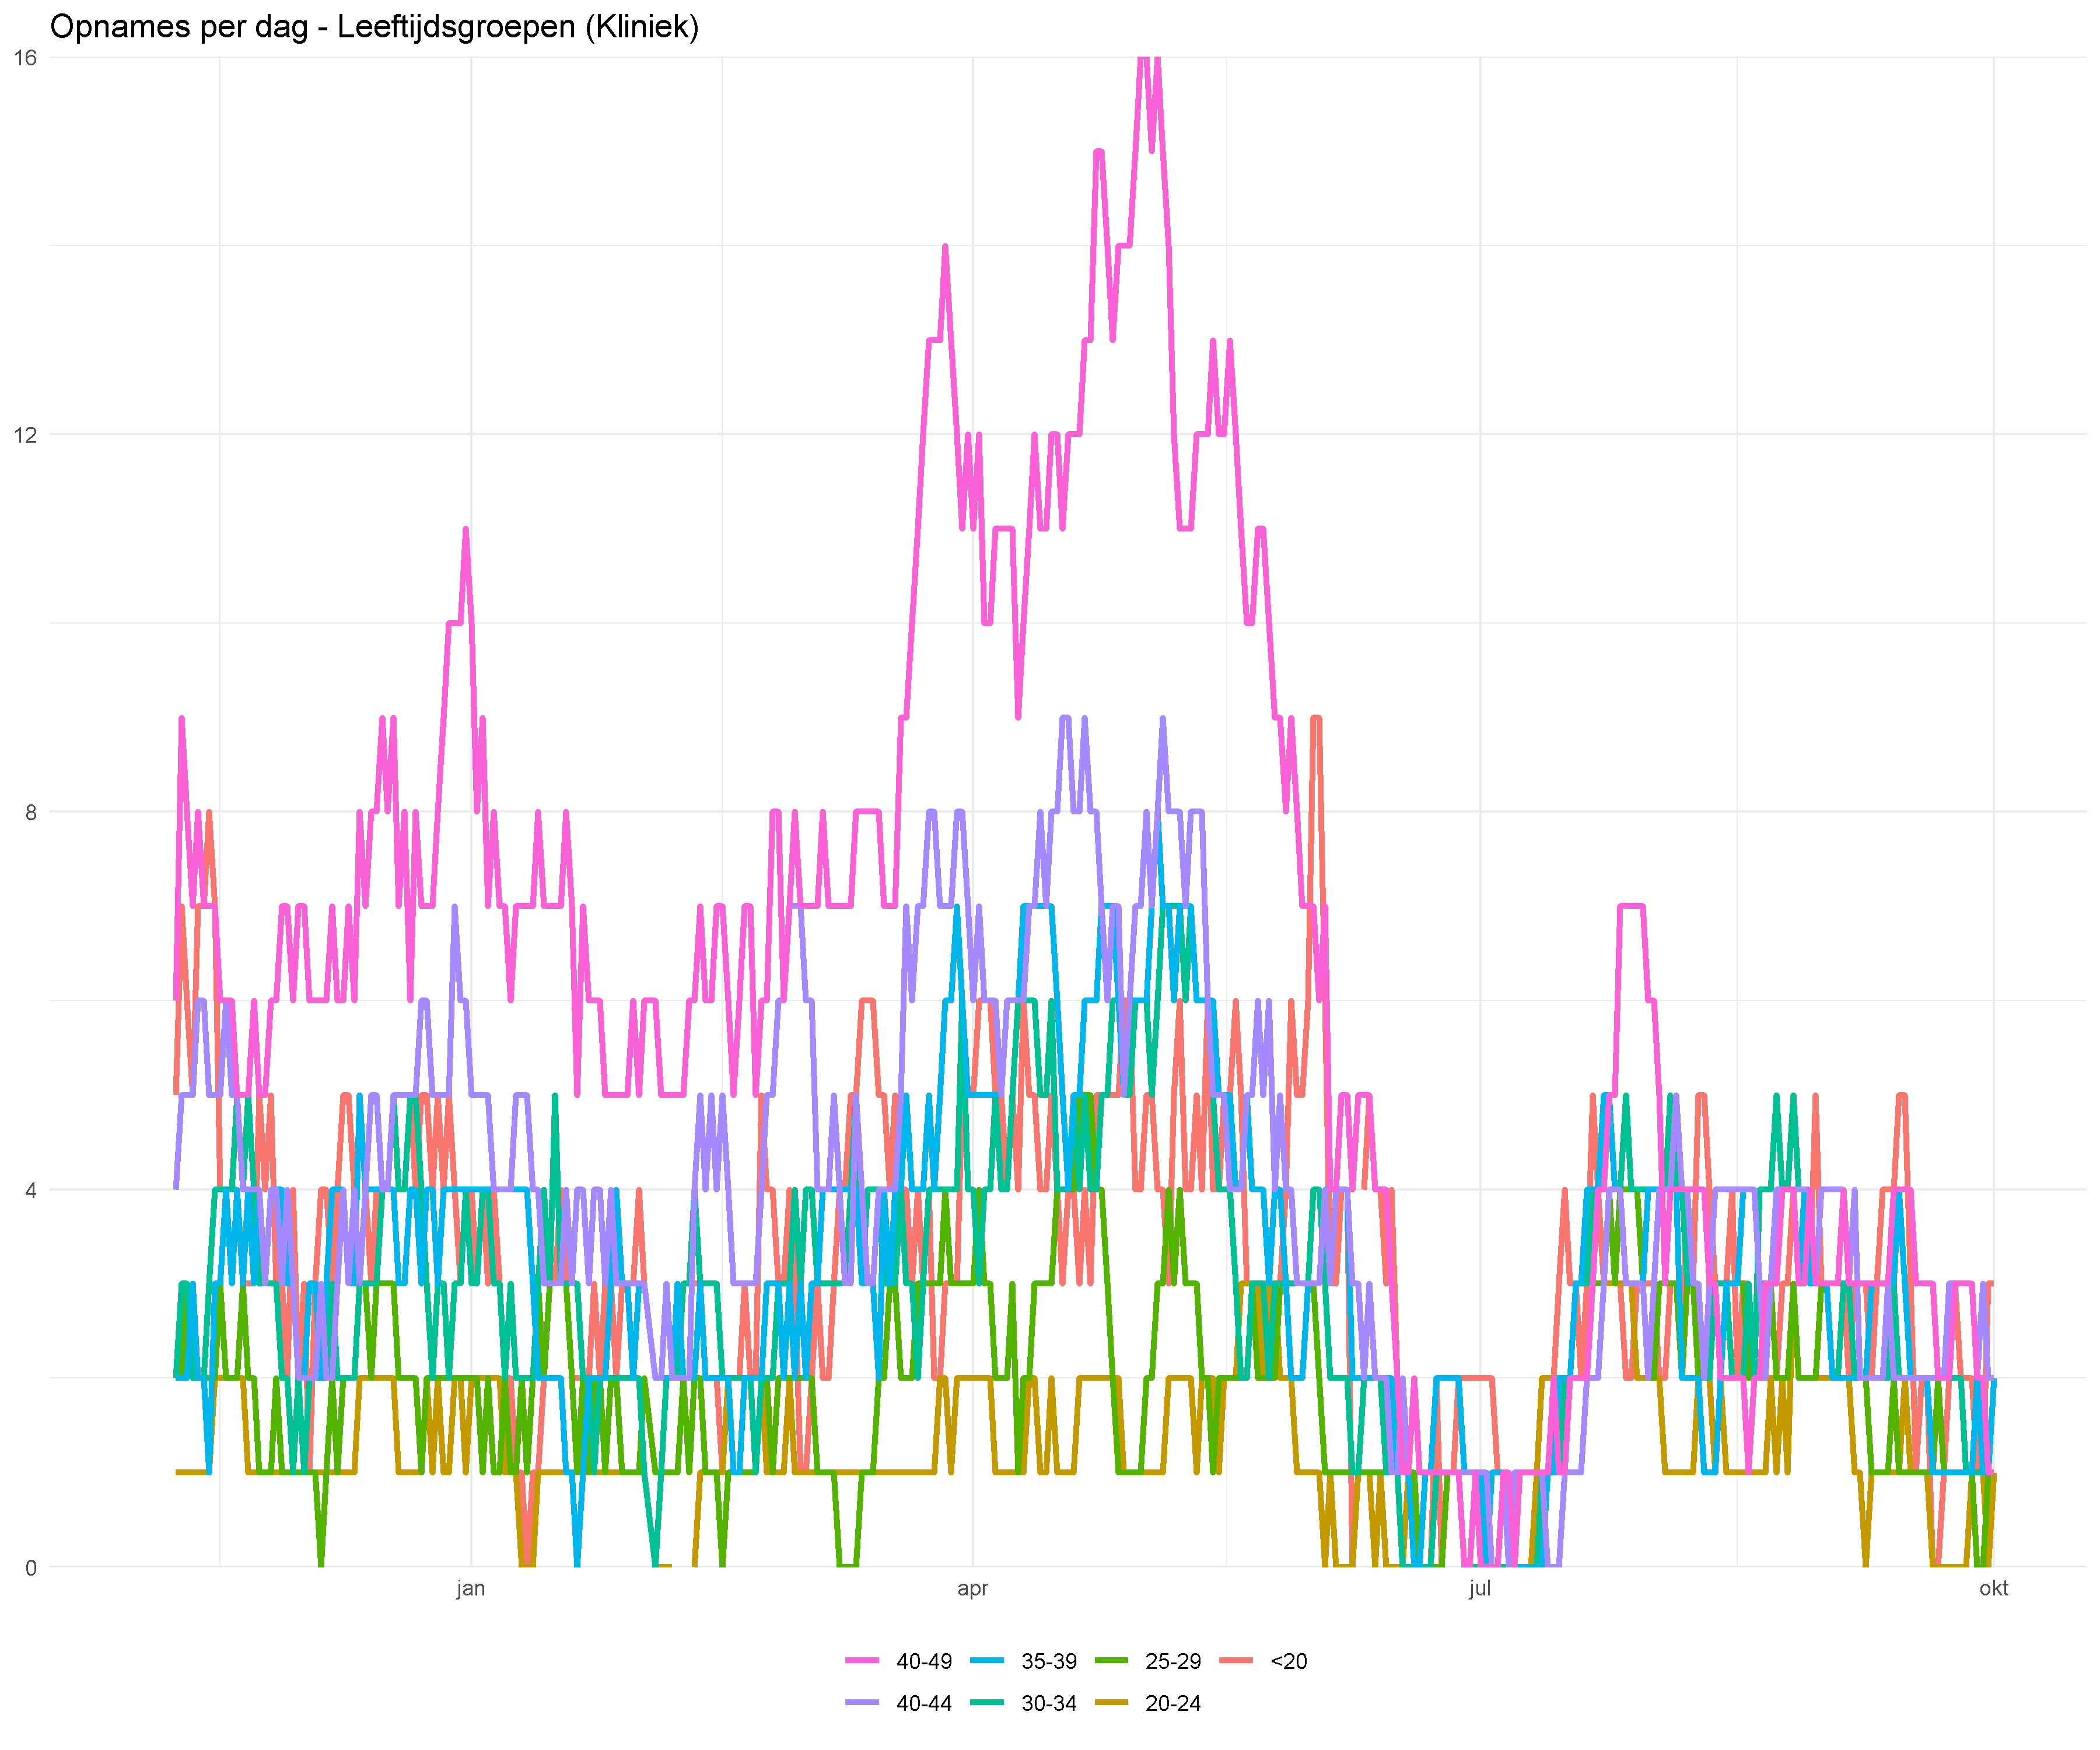 Opnames per dag - Leeftijdsgroepen (Kliniek)
16
12
8
4
0
jan apr jul okt
40-49 35-39 25-29 <20
40-44 30-34 20-24